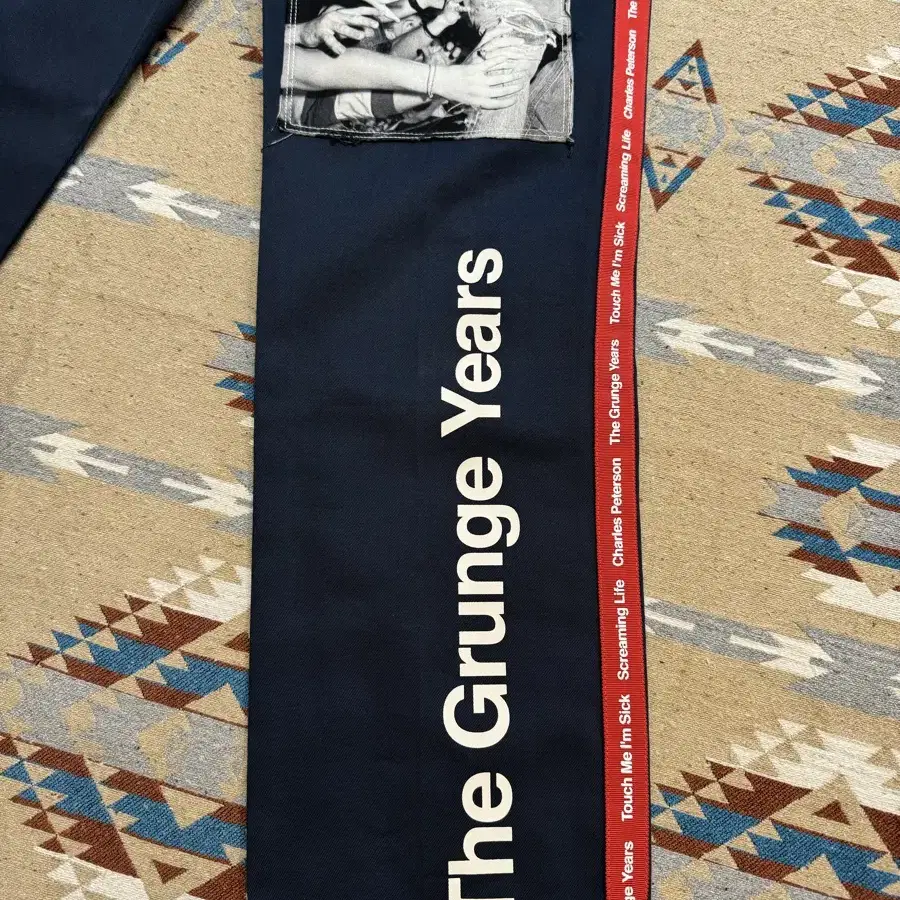 The Grunge Years
ge Years Touch Me I'm Sick Screaming Life Charles Peterson The Grunge Years Touch Me I'm Sick Screaming Life Charles Peterson The